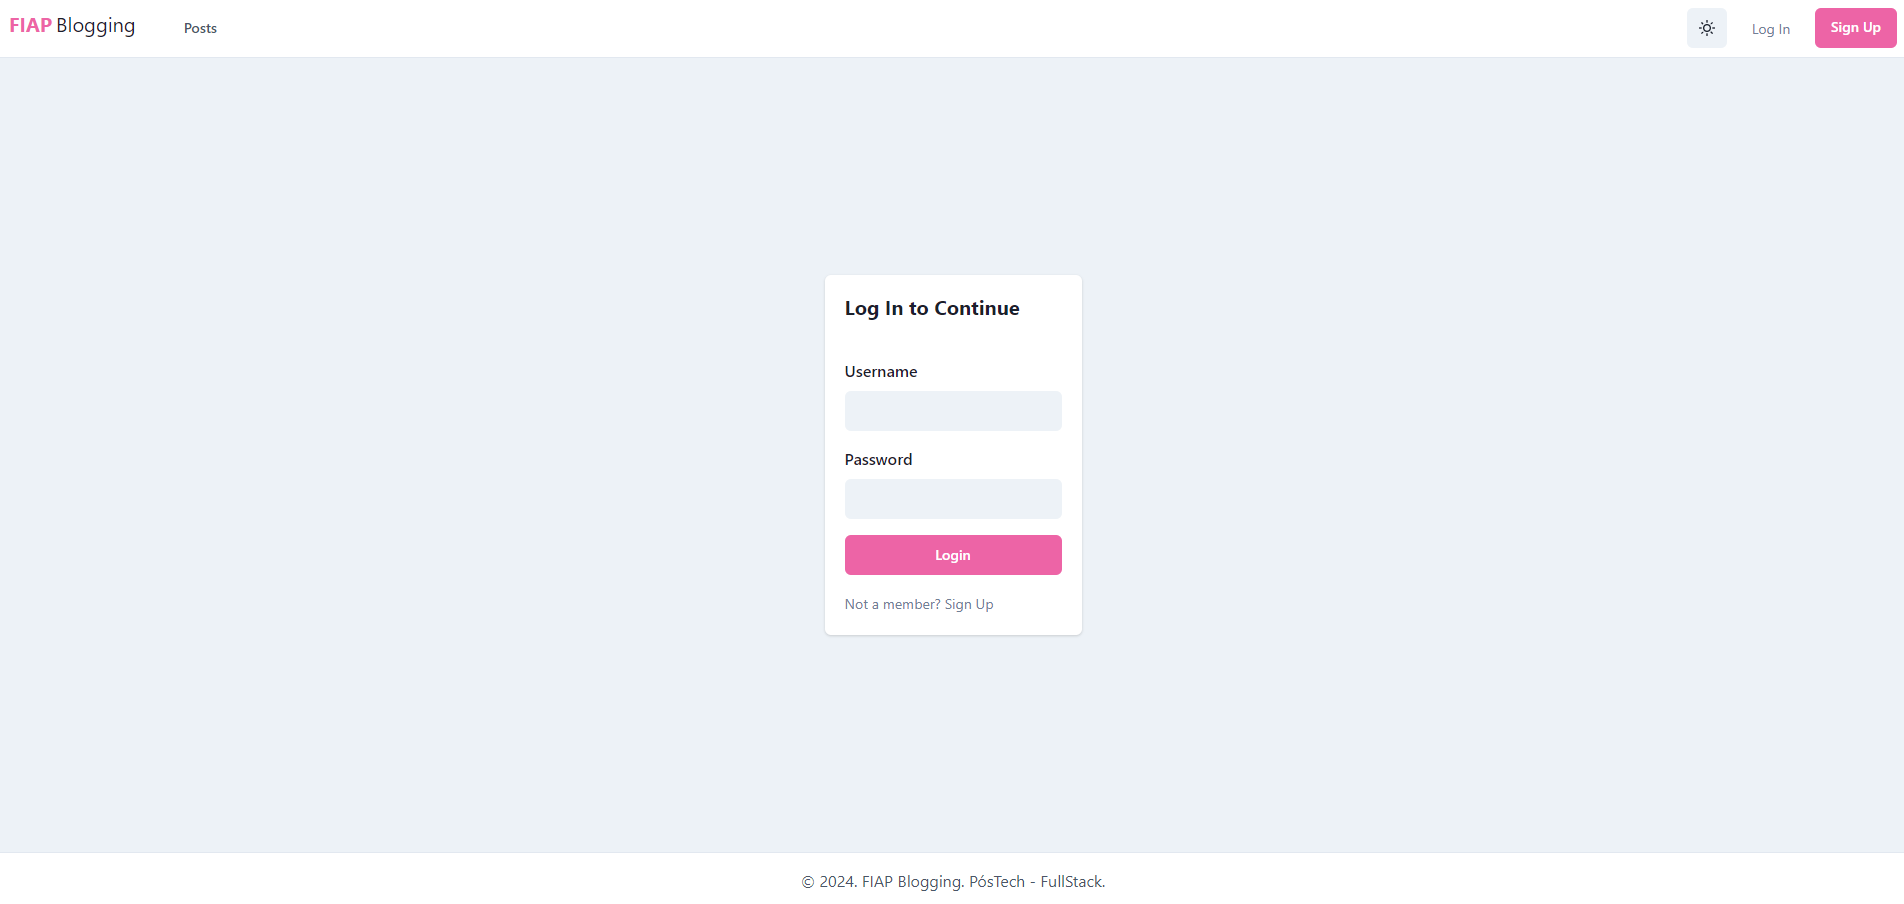 FIAP Blogging
Posts
Log In
Sign Up
Log In to Continue
Username
Password
Login
Not a member? Sign Up
© 2024. FIAP Blogging. PósTech - FullStack.